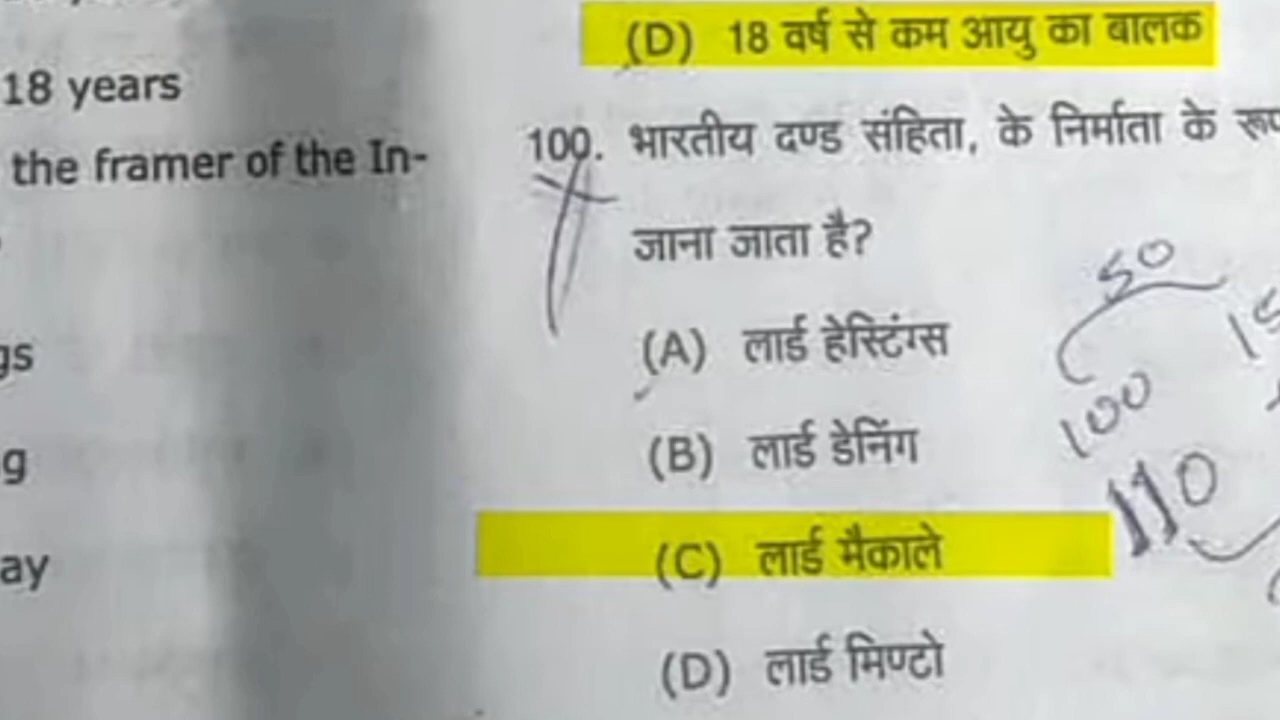 18 years
the framer of the In-
gs
g
ay
(D) 18 वर्ष से कम आयु का बालक
100. भारतीय दण्ड संहिता, के निर्माता के रूप
जाना जाता है?
(A) लार्ड हेस्टिंग्स
(B) लार्ड डेनिंग
(C) लार्ड मैकाले
(D) लार्ड मिण्टो
50
100
110